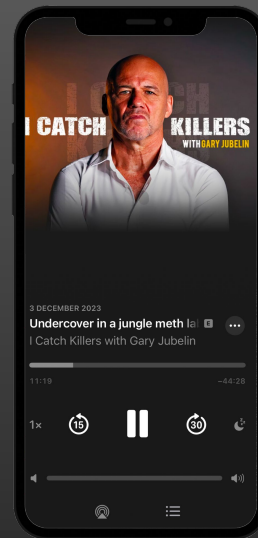 I CATCH KILLERS
WITH GARY JUBELIN
3 DECEMBER 2023
Undercover in a jungle meth la E
I Catch Killers with Gary Jubelin
11:19 -44:28
1× 15 30